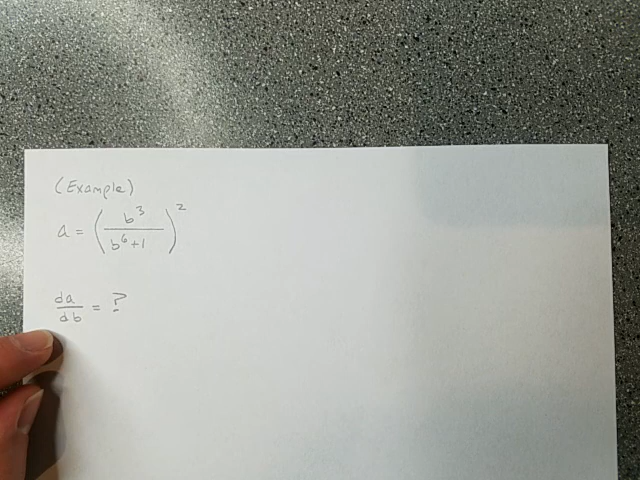 (Example)
a = ( b³ / b⁶+1 )²
da/db = ?